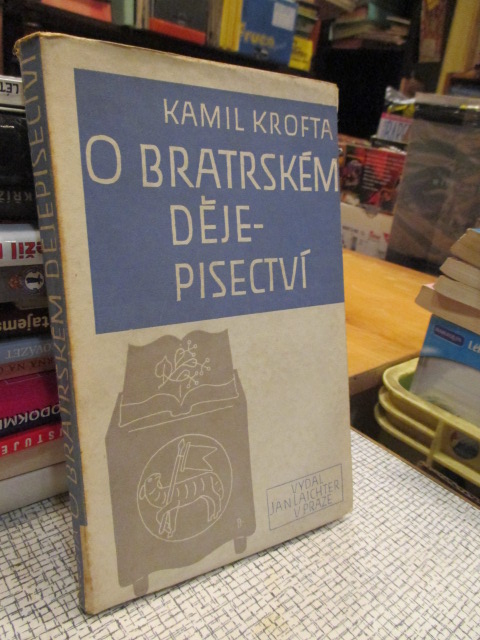 KAMIL KROFTA
O BRATRSKÉM
DĚJE-
PISECTVÍ
VYDAL
JAN LAICHTER
V PRAZE
O BRATRSKÉM DĚJEPISECTVÍ